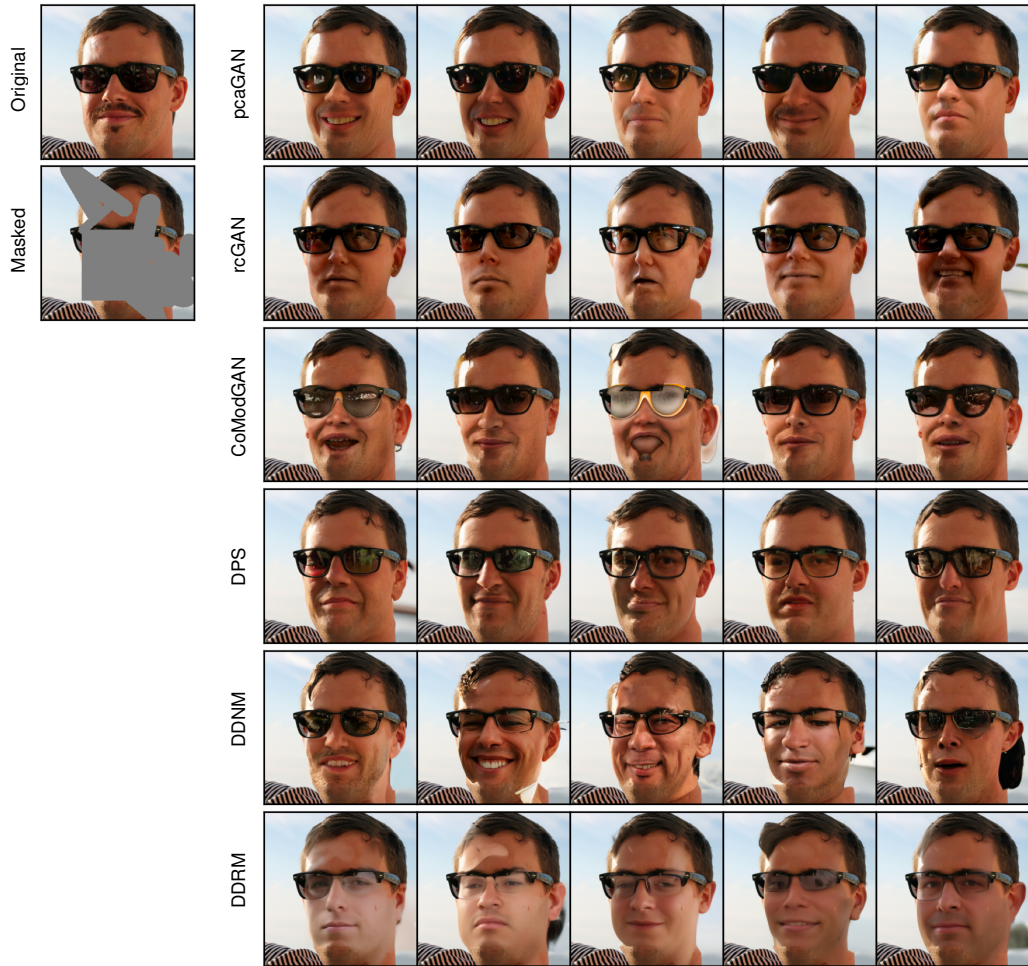 Original
pcaGAN
Masked
rcGAN
CoModGAN
DPS
DDNM
DDRM